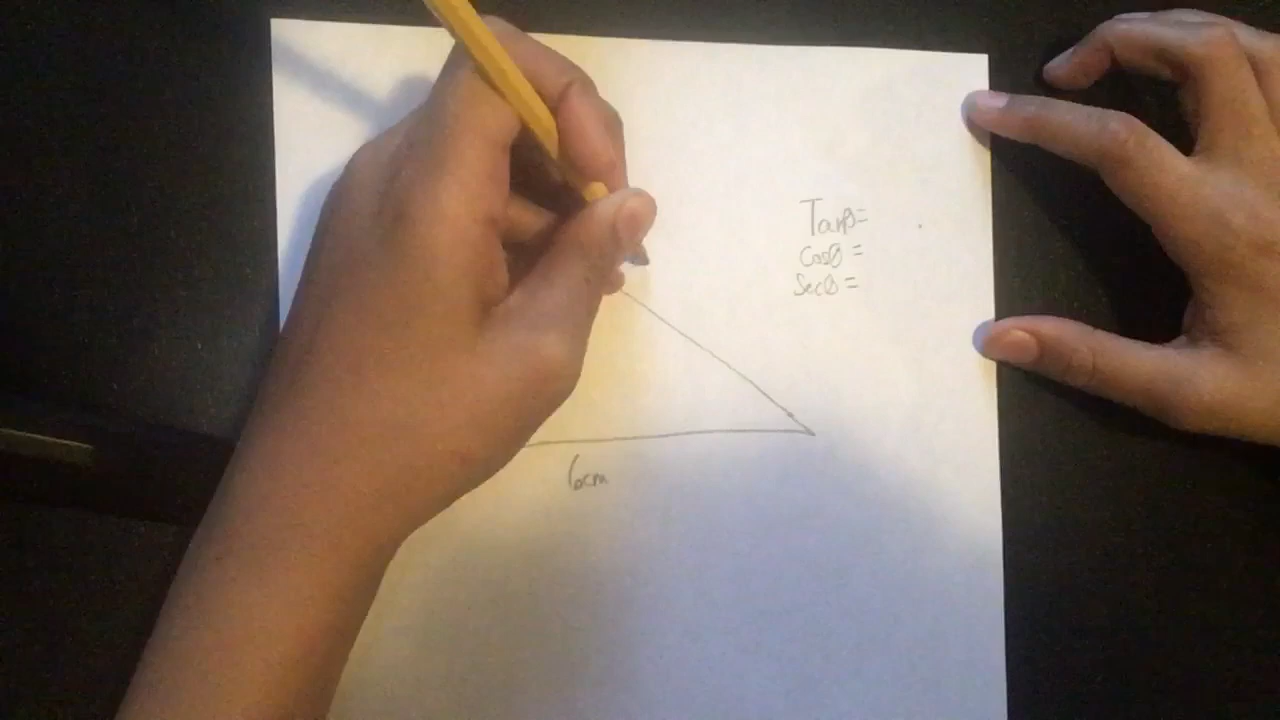 Tanθ=
Cosθ =
Secθ =
6cm